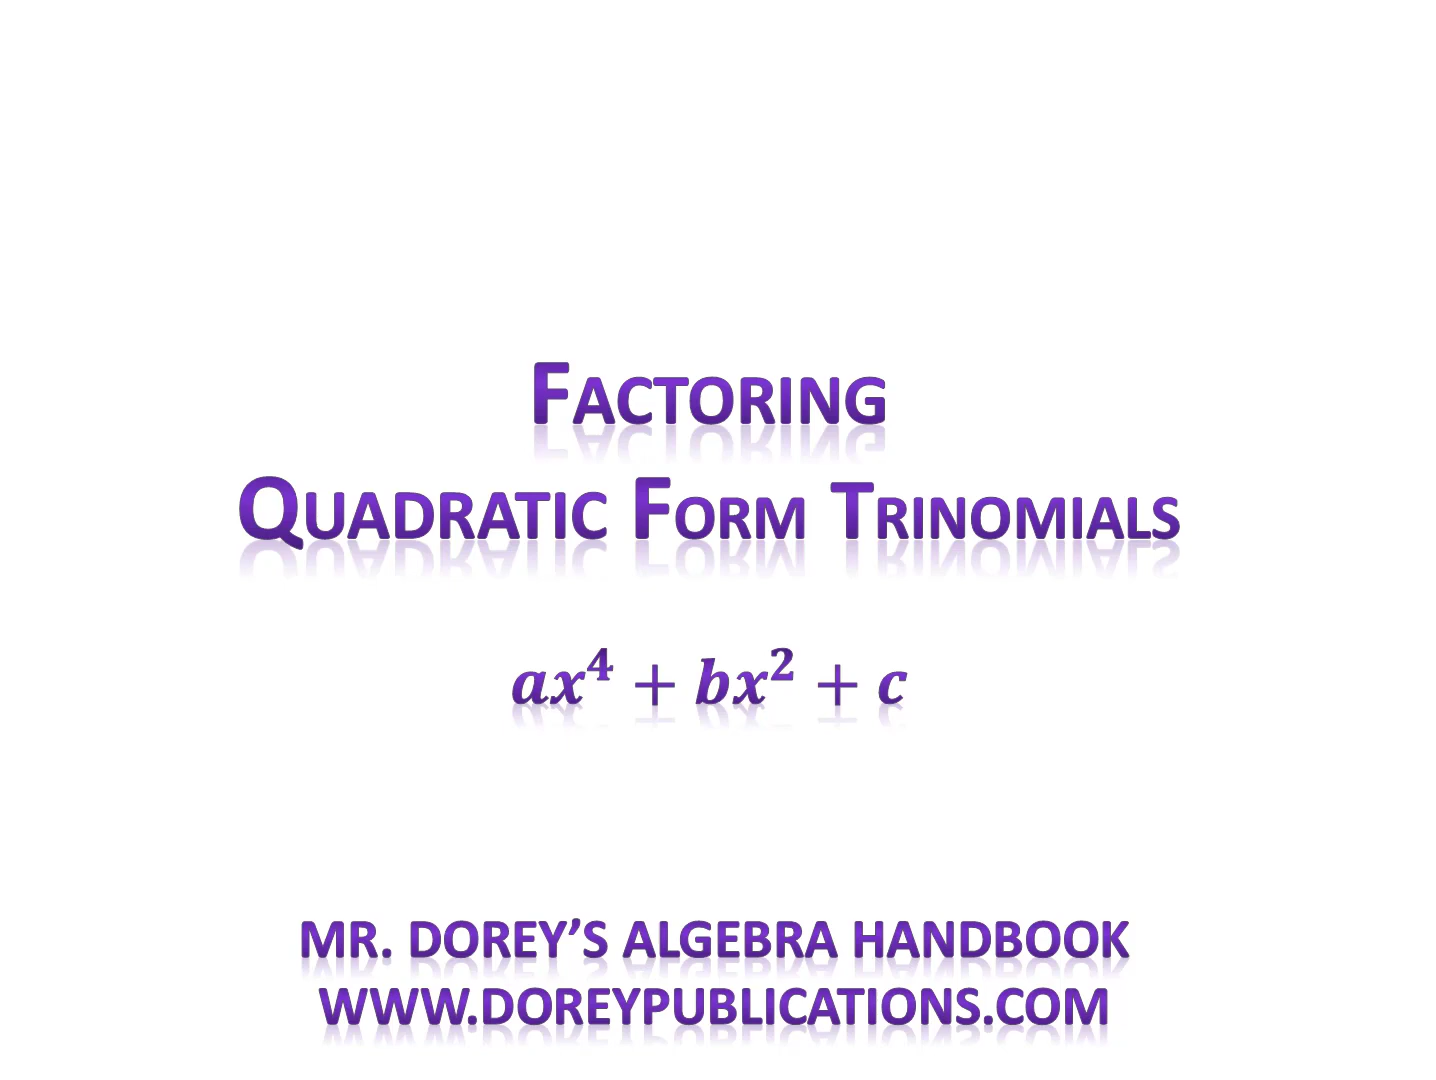 Factoring
Quadratic Form Trinomials
ax⁴ + bx² + c
MR. DOREY’S ALGEBRA HANDBOOK
WWW.DOREYPUBLICATIONS.COM